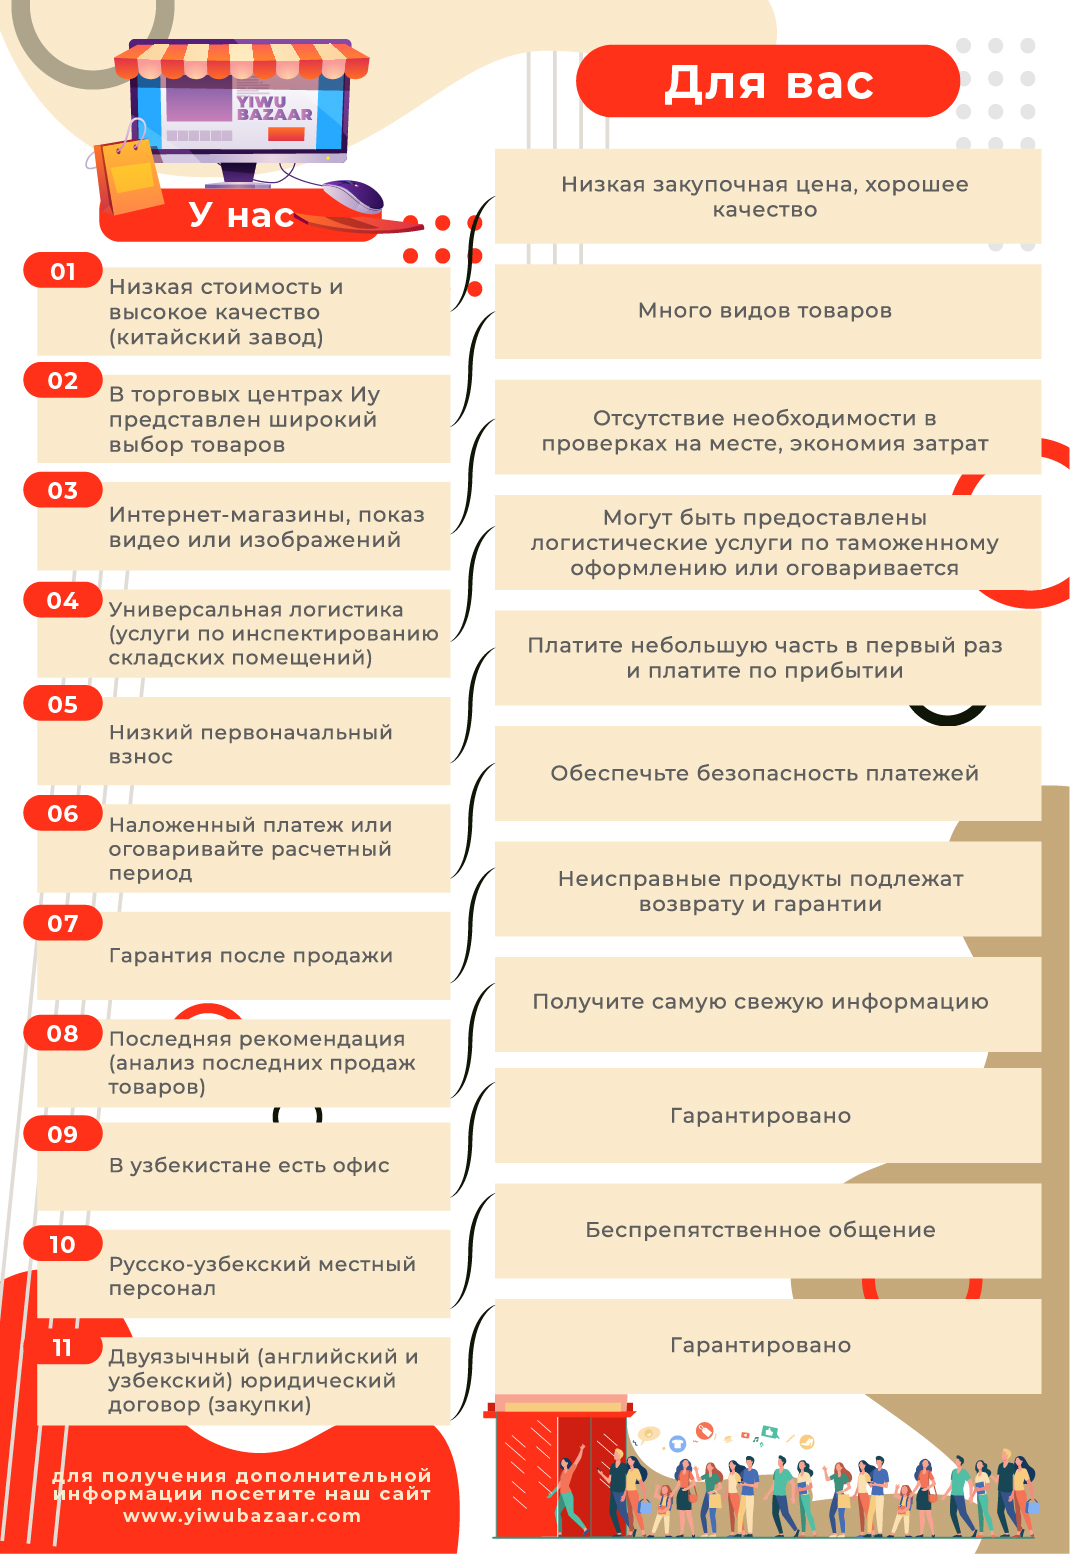 YIWU
BAZAAR
У нас
01
Низкая стоимость и
высокое качество
(китайский завод)
02
В торговых центрах Иу
представлен широкий
выбор товаров
03
Интернет-магазины, показ
видео или изображений
04
Универсальная логистика
(услуги по инспектированию
складских помещений)
05
Низкий первоначальный
взнос
06
Наложенный платеж или
оговаривайте расчетный
период
07
Гарантия после продажи
08
Последняя рекомендация
(анализ последних продаж
товаров)
09
В узбекистане есть офис
10
Русско-узбекский местный
персонал
11
Двуязычный (английский и
узбекский) юридический
договор (закупки)
Для вас
Низкая закупочная цена, хорошее
качество
Много видов товаров
Отсутствие необходимости в
проверках на месте, экономия затрат
Могут быть предоставлены
логистические услуги по таможенному
оформлению или оговаривается
Платите небольшую часть в первый раз
и платите по прибытии
Обеспечьте безопасность платежей
Неисправные продукты подлежат
возврату и гарантии
Получите самую свежую информацию
Гарантировано
Беспрепятственное общение
Гарантировано
для получения дополнительной
информации посетите наш сайт
www.yiwubazaar.com